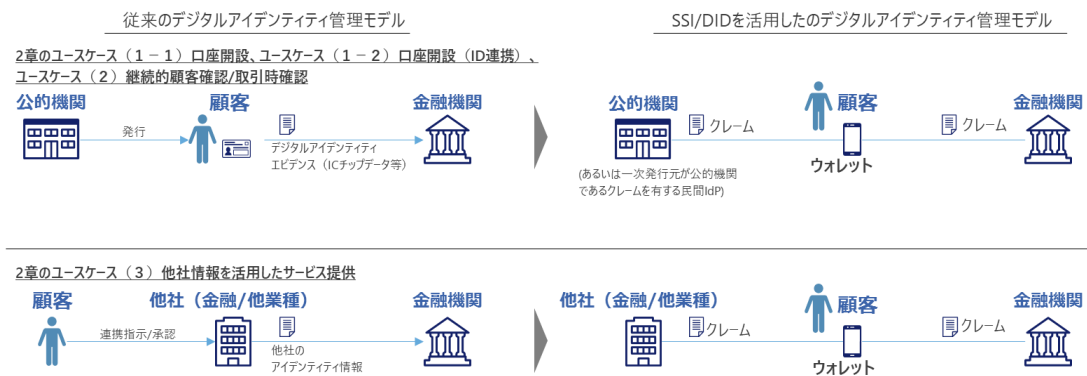 従来のデジタルアイデンティティ管理モデル
SSI/DIDを活用したのデジタルアイデンティティ管理モデル
2章のユースケース（１－１）口座開設、ユースケース（１－２）口座開設（ID連携）、
ユースケース（２）継続的顧客確認/取引時確認
公的機関
顧客
金融機関
発行
デジタルアイデンティティ
エビデンス（ICチップデータ等）
公的機関
クレーム
顧客
クレーム
金融機関
ウォレット
(あるいは一次発行元が公的機関
であるクレームを有する民間IdP)
2章のユースケース（３）他社情報を活用したサービス提供
顧客
他社（金融/他業種）
金融機関
連携指示/承認
他社の
アイデンティティ情報
他社（金融/他業種）
クレーム
顧客
クレーム
金融機関
ウォレット